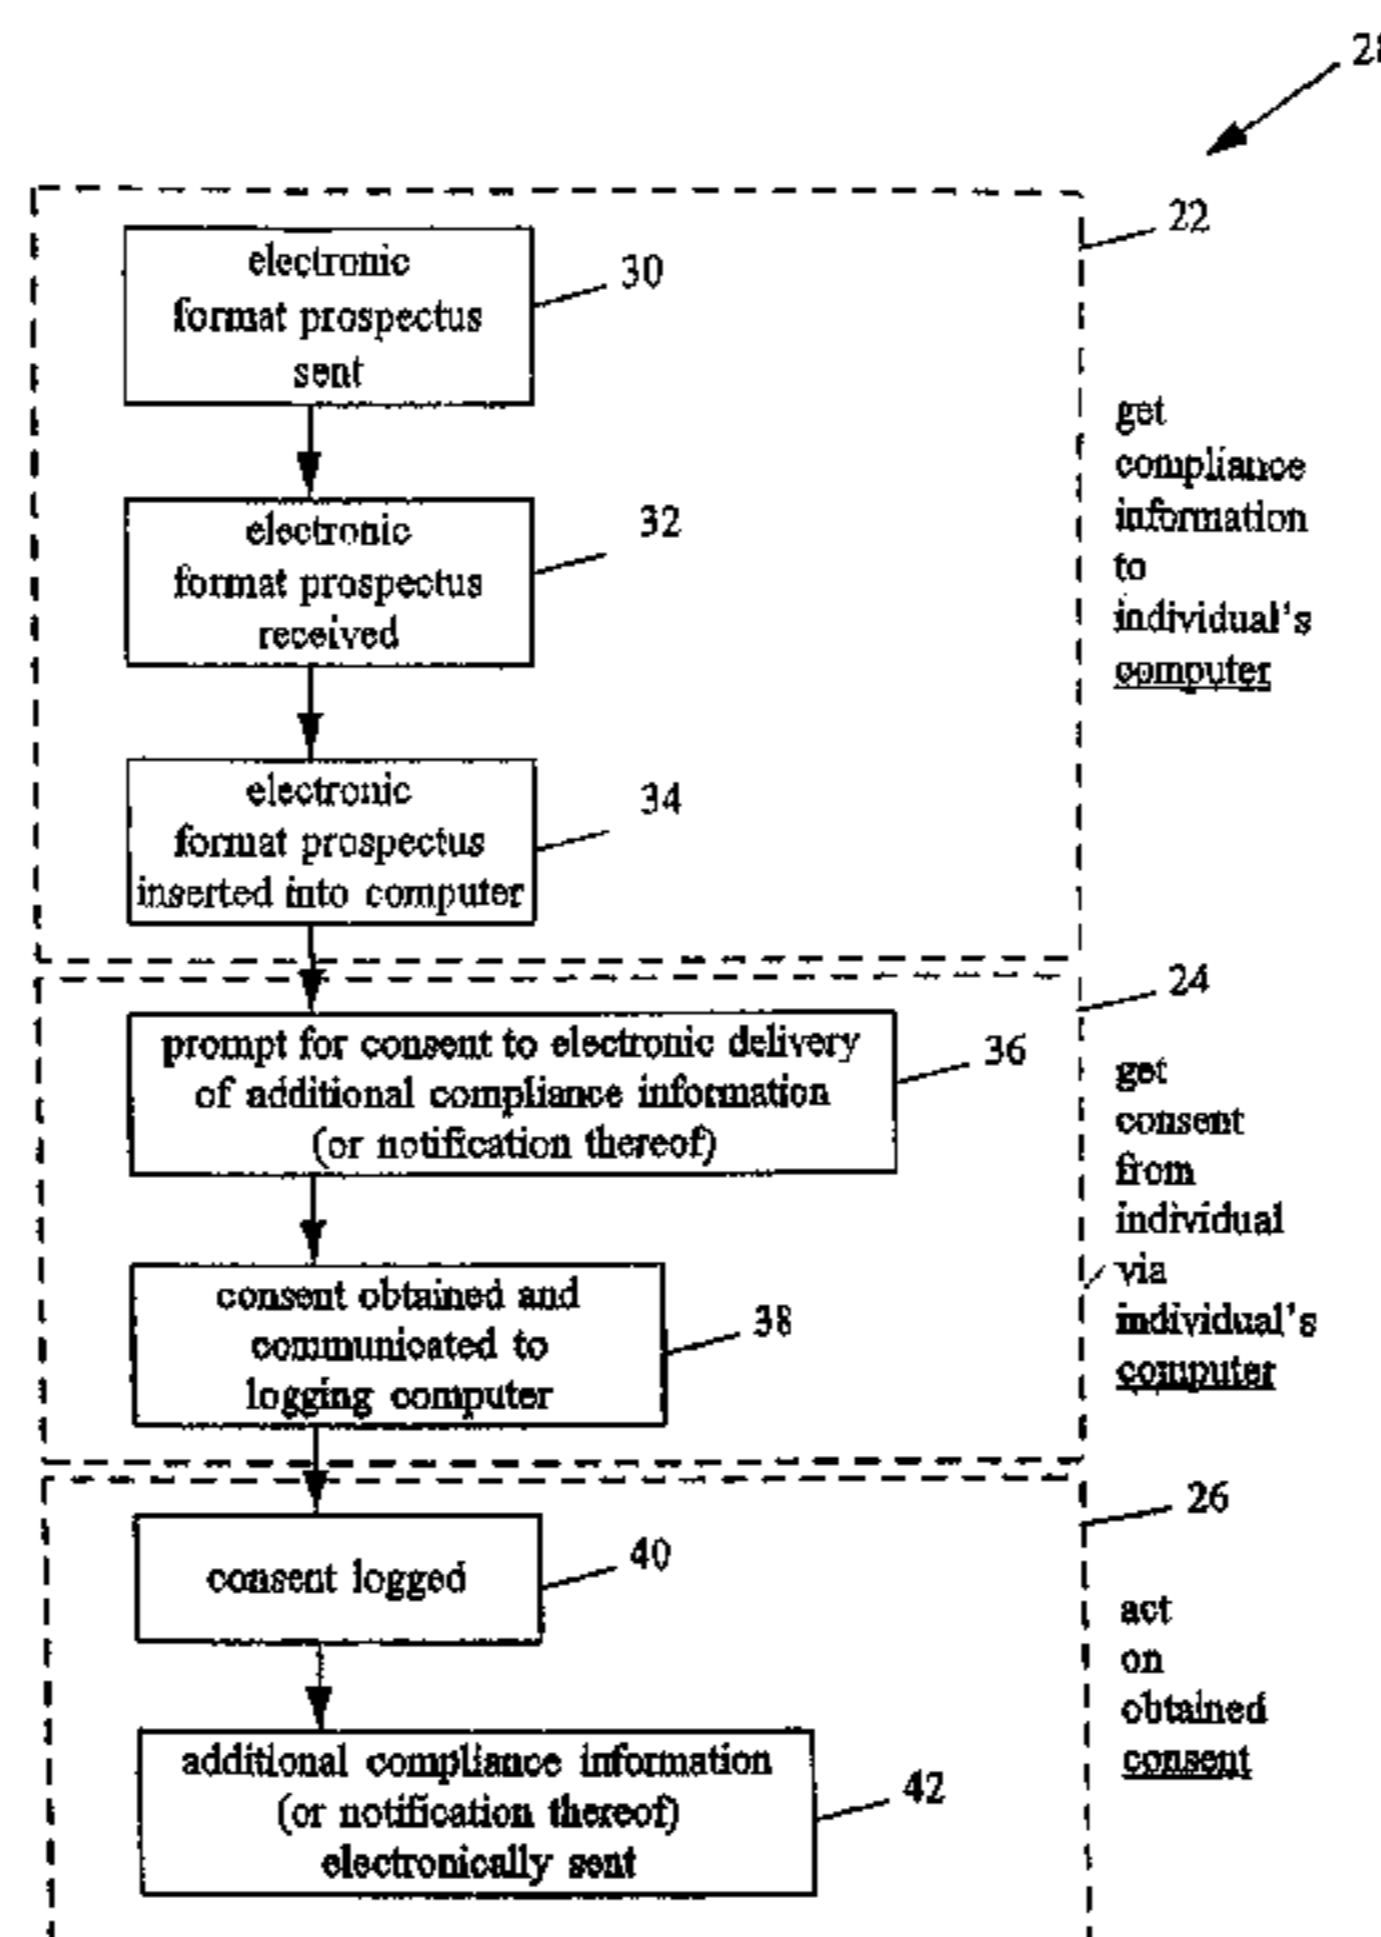 22
electronic
format prospectus
sent
30
get
compliance
information
to
individual's
computer
electronic
format prospectus
received
32
electronic
format prospectus
inserted into computer
34
24
prompt for consent to electronic delivery
of additional compliance information
(or notification thereof)
36
get
consent
from
individual
via
individual's
computer
consent obtained and
communicated to
logging computer
38
26
consent logged
40
act
on
obtained
consent
additional compliance information
(or notification thereof)
electronically sent
42